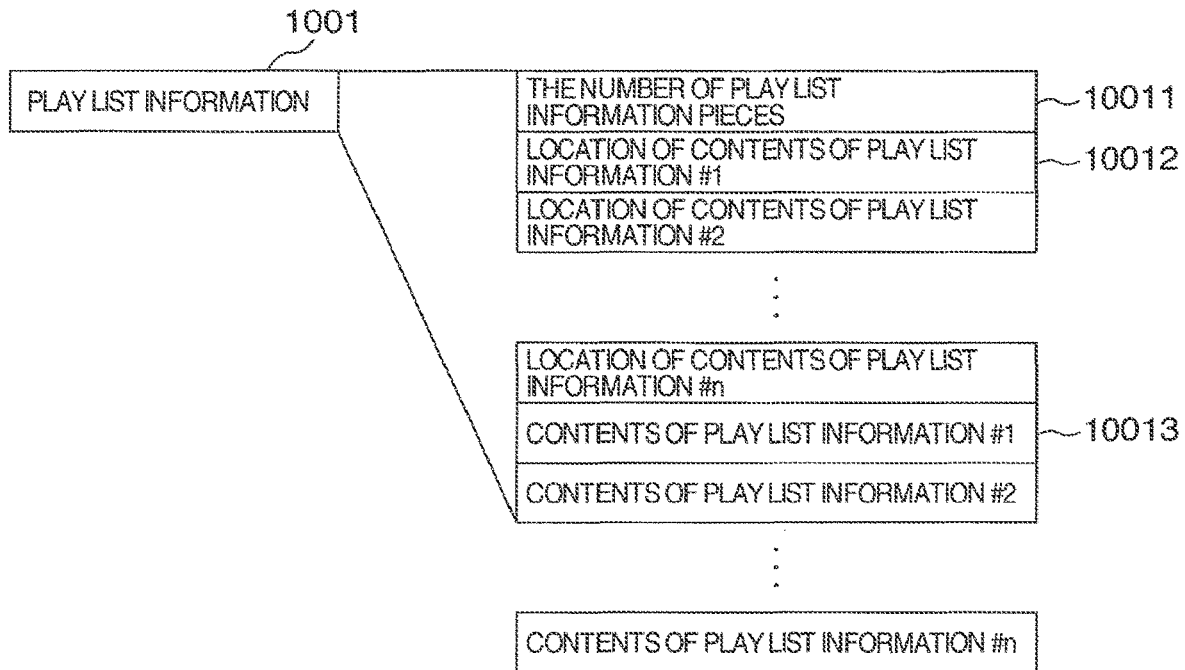 1001
PLAY LIST INFORMATION
THE NUMBER OF PLAY LIST
INFORMATION PIECES
10011
LOCATION OF CONTENTS OF PLAY LIST
INFORMATION #1
10012
LOCATION OF CONTENTS OF PLAY LIST
INFORMATION #2
LOCATION OF CONTENTS OF PLAY LIST
INFORMATION #n
CONTENTS OF PLAY LIST INFORMATION #1
10013
CONTENTS OF PLAY LIST INFORMATION #2
CONTENTS OF PLAY LIST INFORMATION #n